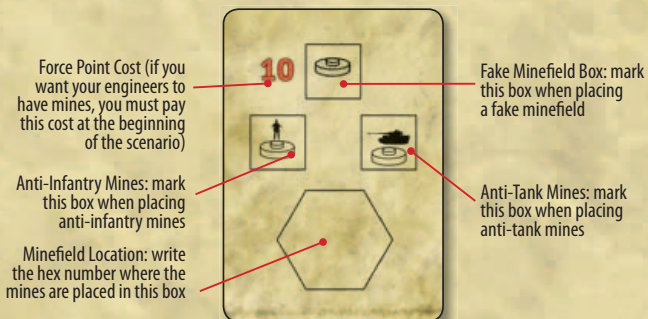 Force Point Cost (if you
want your engineers to
have mines, you must pay
this cost at the beginning
of the scenario)
Anti-Infantry Mines: mark
this box when placing
anti-infantry mines
Minefield Location: write
the hex number where the
mines are placed in this box
10
Fake Minefield Box: mark
this box when placing
a fake minefield
Anti-Tank Mines: mark
this box when placing
anti-tank mines